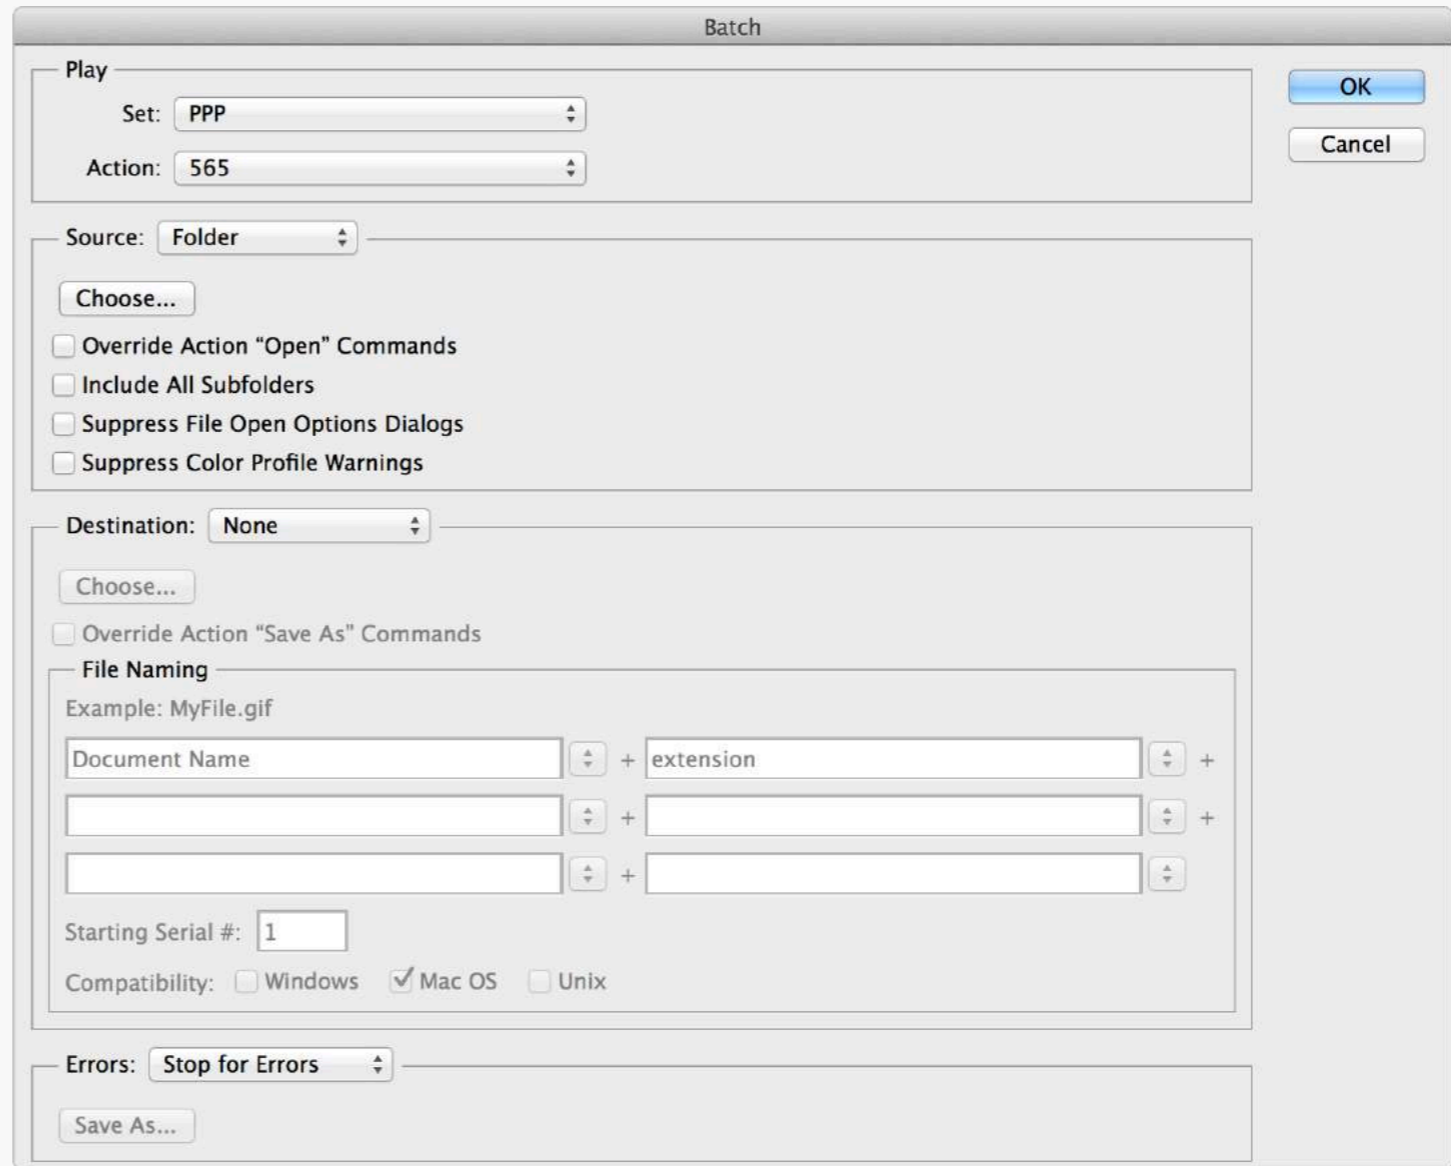 Batch
Play
OK
Set: PPP
Cancel
Action: 565
Source: Folder
Choose...
Override Action “Open” Commands
Include All Subfolders
Suppress File Open Options Dialogs
Suppress Color Profile Warnings
Destination: None
Choose...
Override Action “Save As” Commands
File Naming
Example: MyFile.gif
Document Name + extension +
+ +
+
Starting Serial #: 1
Compatibility: Windows Mac OS Unix
Errors: Stop for Errors
Save As...